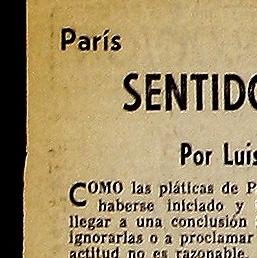 París
SENTIDO
Por Luis
COMO las pláticas de P
haberse iniciado y
llegar a una conclusión
ignorarlas o a proclamar
actitud no es razonable.